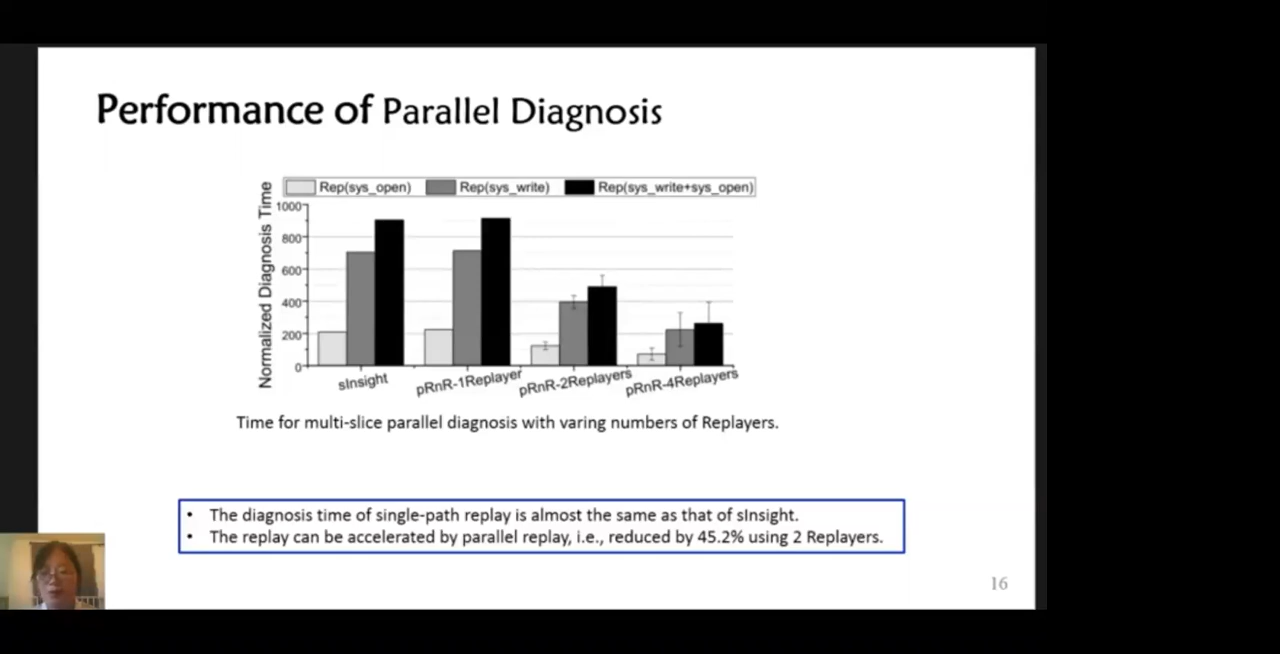 Performance of Parallel Diagnosis
Rep(sys_open) Rep(sys_write) Rep(sys_write+sys_open)
Normalized Diagnosis Time
1000
800
600
400
200
0
sInsight pRnR-1Replayer pRnR-2Replayers pRnR-4Replayers
Time for multi-slice parallel diagnosis with varing numbers of Replayers.
• The diagnosis time of single-path replay is almost the same as that of sInsight.
• The replay can be accelerated by parallel replay, i.e., reduced by 45.2% using 2 Replayers.
16